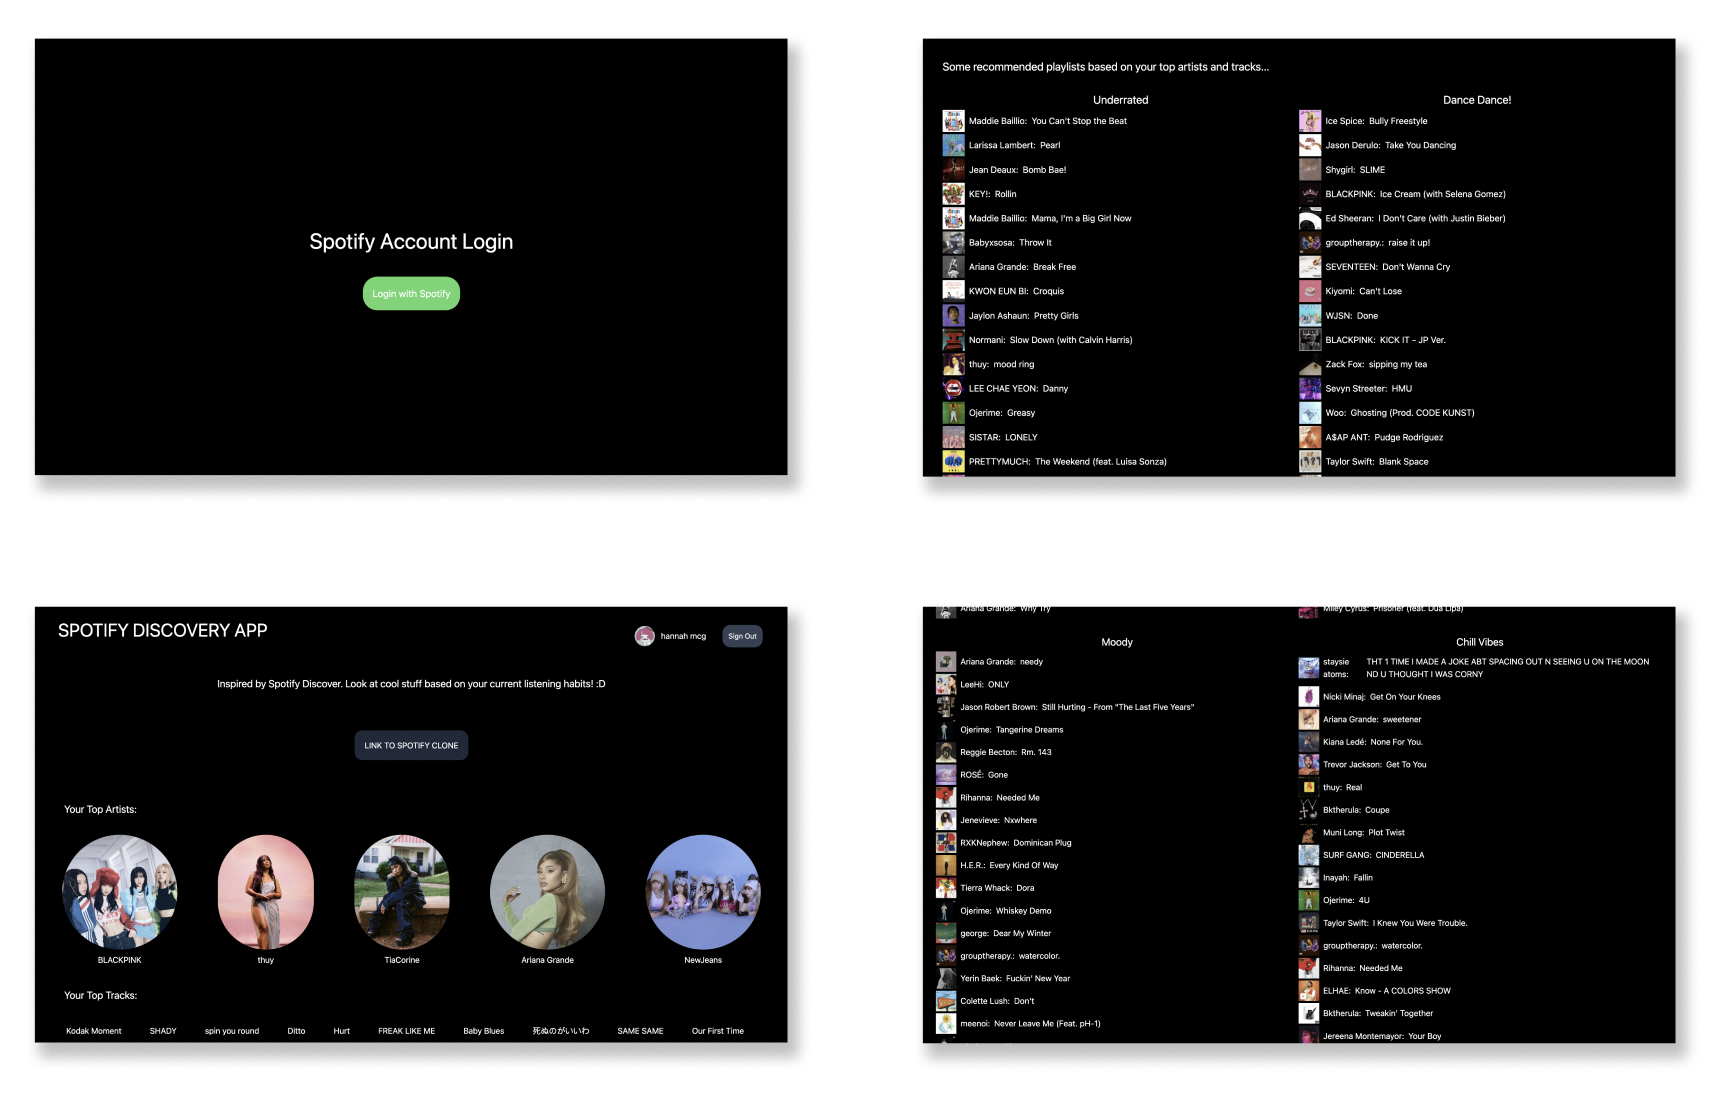 Spotify Account Login
Login with Spotify
Some recommended playlists based on your top artists and tracks...
Underrated
Maddie Baillio: You Can't Stop the Beat
Larissa Lambert: Pearl
Jean Deaux: Bomb Bae!
KEY!: Rollin
Maddie Baillio: Mama, I'm a Big Girl Now
Babyxsosa: Throw It
Ariana Grande: Break Free
KWON EUN BI: Croquis
Jaylon Ashaun: Pretty Girls
Normani: Slow Down (with Calvin Harris)
thuy: mood ring
LEE CHAE YEON: Danny
Ojerime: Greasy
SISTAR: LONELY
PRETTYMUCH: The Weekend (feat. Luísa Sonza)
Dance Dance!
Ice Spice: Bully Freestyle
Jason Derulo: Take You Dancing
Shygirl: SLIME
BLACKPINK: Ice Cream (with Selena Gomez)
Ed Sheeran: I Don't Care (with Justin Bieber)
grouptherapy.: raise it up!
SEVENTEEN: Don't Wanna Cry
Kiyomi: Can't Lose
WJSN: Done
BLACKPINK: KICK IT - JP Ver.
Zack Fox: sipping my tea
Sevyn Streeter: HMU
Woo: Ghosting (Prod. CODE KUNST)
A$AP ANT: Pudge Rodriguez
Taylor Swift: Blank Space
SPOTIFY DISCOVERY APP
hannah mcg
Sign Out
Inspired by Spotify Discover. Look at cool stuff based on your current listening habits! :D
LINK TO SPOTIFY CLONE
Your Top Artists:
BLACKPINK
thuy
TiaCorine
Ariana Grande
NewJeans
Your Top Tracks:
Kodak Moment SHADY spin you round Ditto Hurt FREAK LIKE ME Baby Blues 死ぬのがいいわ SAME SAME Our First Time
Ariana Grande: Why Try
Miley Cyrus: Prisoner (feat. Dua Lipa)
Moody
Ariana Grande: needy
LeeHi: ONLY
Jason Robert Brown: Still Hurting - From "The Last Five Years"
Ojerime: Tangerine Dreams
Reggie Becton: Rm. 143
ROSÉ: Gone
Rihanna: Needed Me
Jenevieve: Nxwhere
RXKNephew: Dominican Plug
H.E.R.: Every Kind Of Way
Tierra Whack: Dora
Ojerime: Whiskey Demo
george: Dear My Winter
grouptherapy.: watercolor.
Yerin Baek: Fuckin' New Year
Colette Lush: Don't
meenoi: Never Leave Me (Feat. pH-1)
Chill Vibes
staysie atoms: THT 1 TIME I MADE A JOKE ABT SPACING OUT N SEEING U ON THE MOON
ND U THOUGHT I WAS CORNY
Nicki Minaj: Get On Your Knees
Ariana Grande: sweetener
Kiana Ledé: None For You.
Trevor Jackson: Get To You
thuy: Real
Bktherula: Coupe
Muni Long: Plot Twist
SURF GANG: CINDERELLA
Inayah: Fallin
Ojerime: 4U
Taylor Swift: I Knew You Were Trouble.
grouptherapy.: watercolor.
Rihanna: Needed Me
ELHAE: Know - A COLORS SHOW
Bktherula: Tweakin' Together
Jereena Montemayor: Your Boy